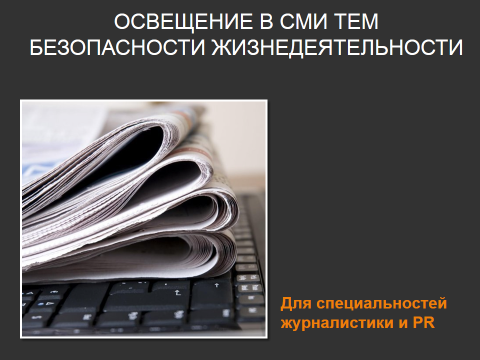 ОСВЕЩЕНИЕ В СМИ ТЕМ
БЕЗОПАСНОСТИ ЖИЗНЕДЕЯТЕЛЬНОСТИ
Для специальностей
журналистики и PR